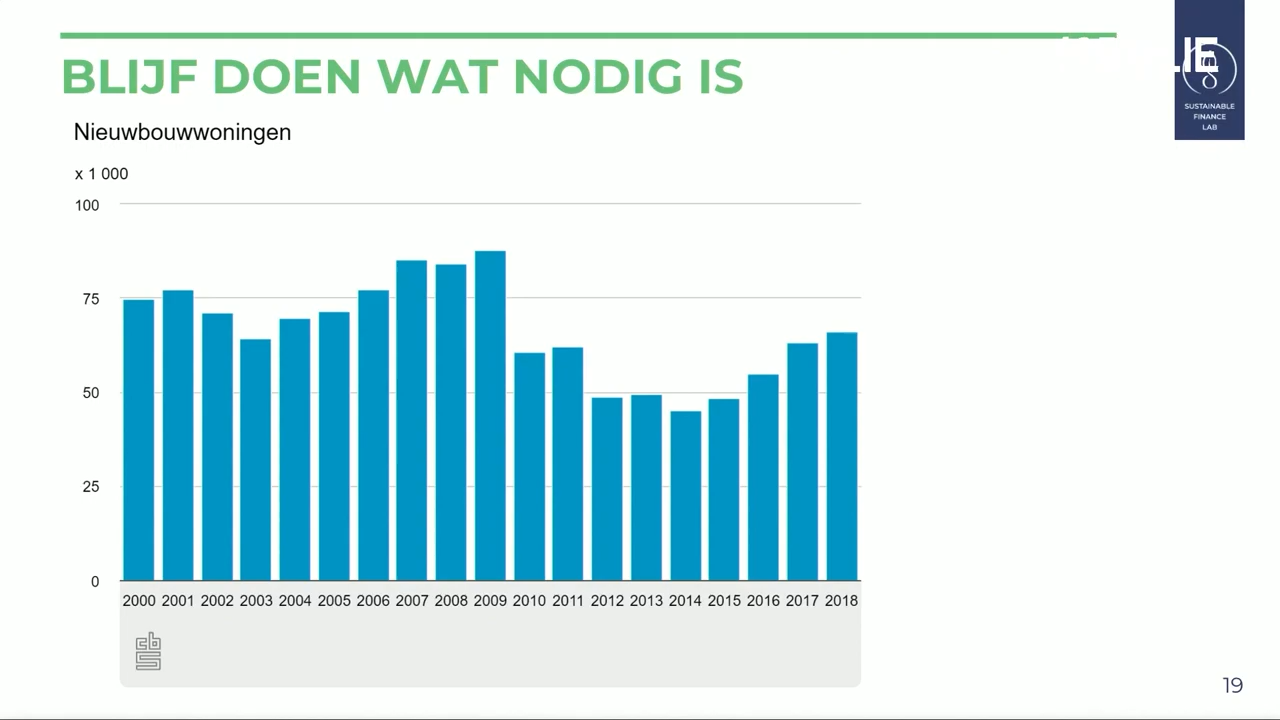 BLIJF DOEN WAT NODIG IS
SUSTAINABLE
FINANCE
LAB
Nieuwbouwwoningen
x 1 000
100
75
50
25
0
2000 2001 2002 2003 2004 2005 2006 2007 2008 2009 2010 2011 2012 2013 2014 2015 2016 2017 2018
cbs
19